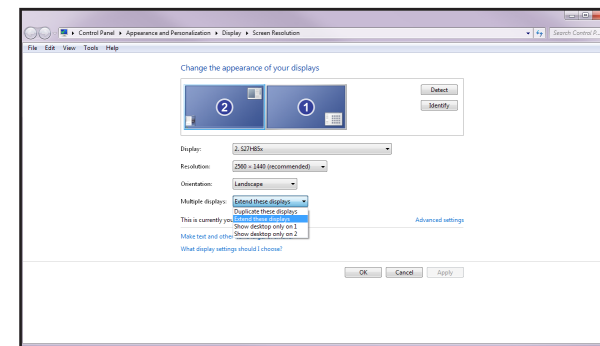 Control Panel ▸ Appearance and Personalization ▸ Display ▸ Screen Resolution
Search Control P...
File Edit View Tools Help
Change the appearance of your displays
2
1
Detect
Identify
Display: 2. S27H85x
Resolution: 2560 × 1440 (recommended)
Orientation: Landscape
Multiple displays: Extend these displays
Duplicate these displays
This is currently you
Extend these displays
Advanced settings
Show desktop only on 1
Make text and othe
Show desktop only on 2
What display settings should I choose?
OK Cancel Apply